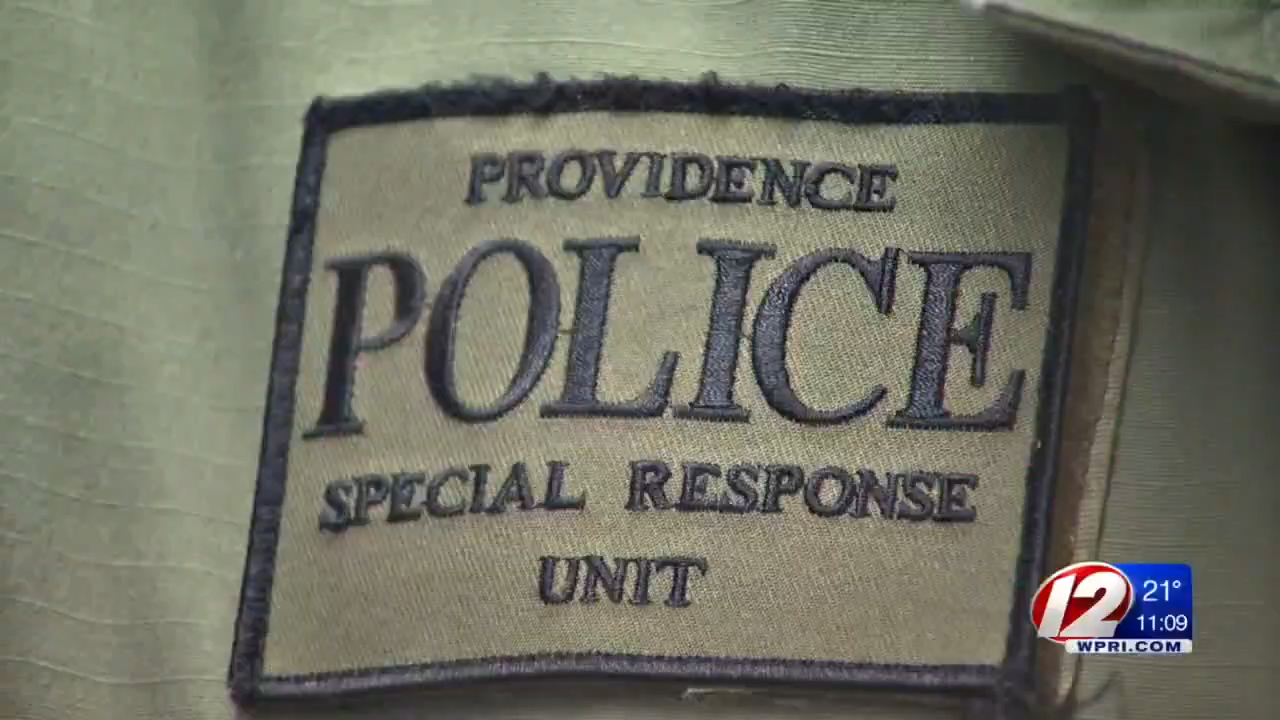 PROVIDENCE
POLICE
SPECIAL RESPONSE
UNIT
12
21°
11:09
WPRI.COM